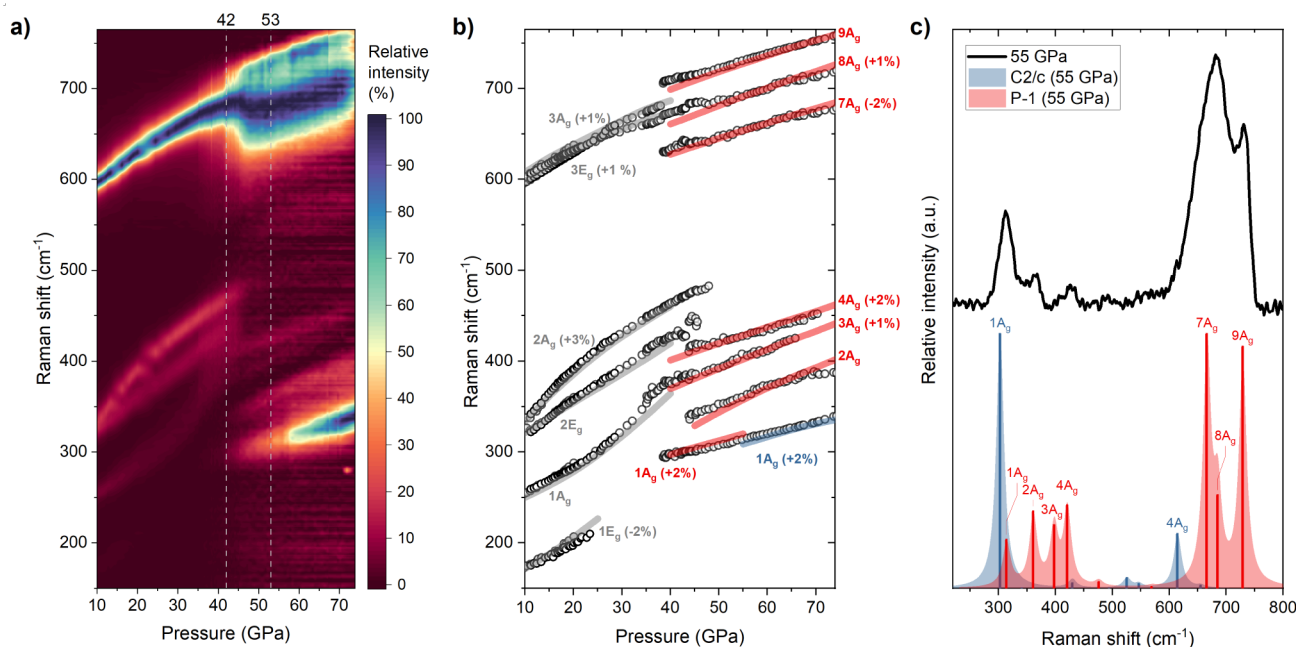 a)
42 53
Relative
intensity
(%)
100
90
80
70
60
50
40
30
20
10
0
700
600
500
400
300
200
Raman shift (cm-1)
10 20 30 40 50 60 70
Pressure (GPa)
b)
9Ag
8Ag (+1%)
7Ag (-2%)
3Ag (+1%)
3Eg (+1 %)
4Ag (+2%)
3Ag (+1%)
2Ag (+3%)
2Ag
2Eg
1Ag (+2%)
1Ag (+2%)
1Ag
1Eg (-2%)
700
600
500
400
300
200
Raman shift (cm-1)
10 20 30 40 50 60 70
Pressure (GPa)
c)
55 GPa
C2/c (55 GPa)
P-1 (55 GPa)
Relative intensity (a.u.)
1Ag
7Ag
9Ag
8Ag
1Ag
2Ag
4Ag
3Ag
4Ag
300 400 500 600 700 800
Raman shift (cm-1)